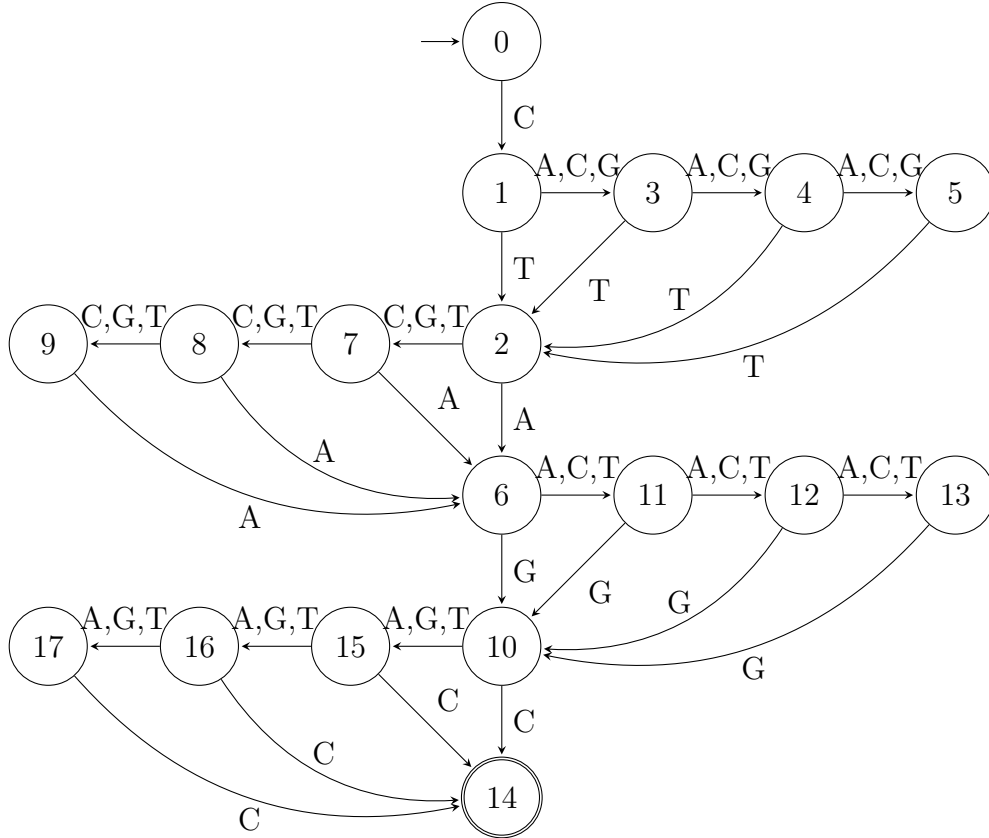 0
C
A,C,G A,C,G A,C,G
1 3 4 5
T T T T
C,G,T C,G,T C,G,T
9 8 7 2
A A A A
A,C,T A,C,T A,C,T
6 11 12 13
G G G G
A,G,T A,G,T A,G,T
17 16 15 10
C C C C
14